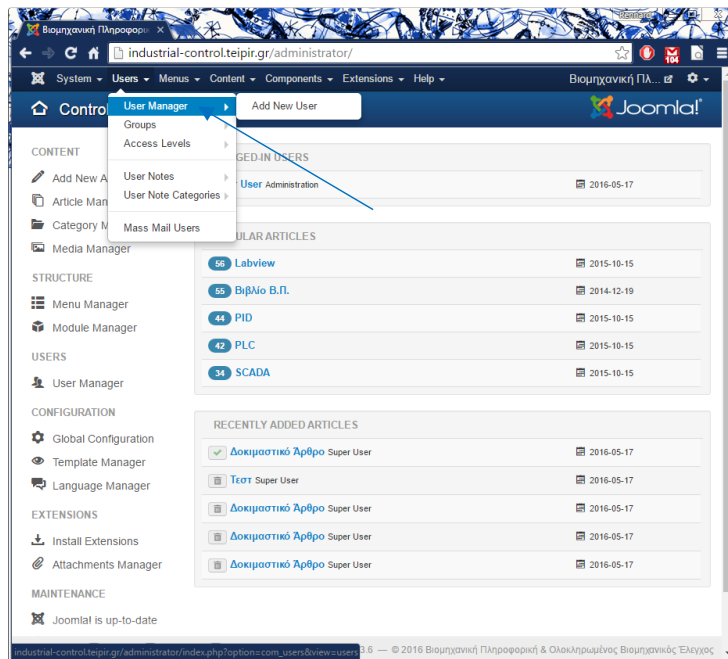 Βιομηχανική Πληροφορι
industrial-control.teipir.gr/administrator/
104
System Users Menus Content Components Extensions Help Βιομηχανική Πλ...
Contro Joomla!
User Manager Add New User
Groups
Access Levels
User Notes
User Note Categories
Mass Mail Users
CONTENT
Add New A
Article Man
Category M
Media Manager
STRUCTURE
Menu Manager
Module Manager
USERS
User Manager
CONFIGURATION
Global Configuration
Template Manager
Language Manager
EXTENSIONS
Install Extensions
Attachments Manager
MAINTENANCE
Joomla! is up-to-date
GED-IN USERS
User Administration 2016-05-17
ULAR ARTICLES
56 Labview 2015-10-15
55 Βιβλίο Β.Π. 2014-12-19
44 PID 2015-10-15
42 PLC 2015-10-15
34 SCADA 2015-10-15
RECENTLY ADDED ARTICLES
Δοκιμαστικό Άρθρο Super User 2016-05-17
Τεστ Super User 2016-05-17
Δοκιμαστικό Άρθρο Super User 2016-05-17
Δοκιμαστικό Άρθρο Super User 2016-05-17
Δοκιμαστικό Άρθρο Super User 2016-05-17
industrial-control.teipir.gr/administrator/index.php?option=com_users&view=users 3.6 — © 2016 Βιομηχανική Πληροφορική & Ολοκληρωμένος Βιομηχανικός Έλεγχος